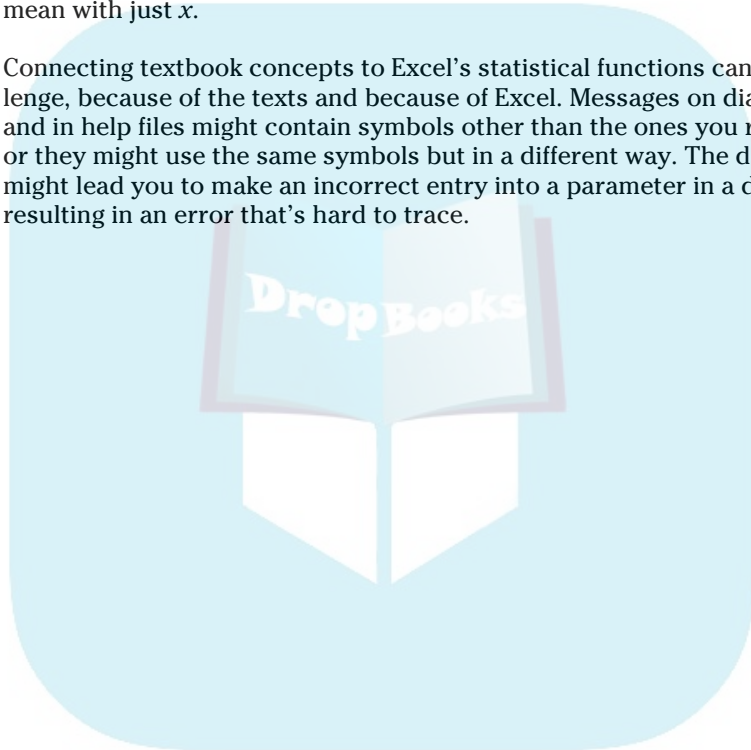 mean with just x.
Connecting textbook concepts to Excel's statistical functions can
lenge, because of the texts and because of Excel. Messages on dia
and in help files might contain symbols other than the ones you
or they might use the same symbols but in a different way. The d
might lead you to make an incorrect entry into a parameter in a d
resulting in an error that's hard to trace.
DropBooks